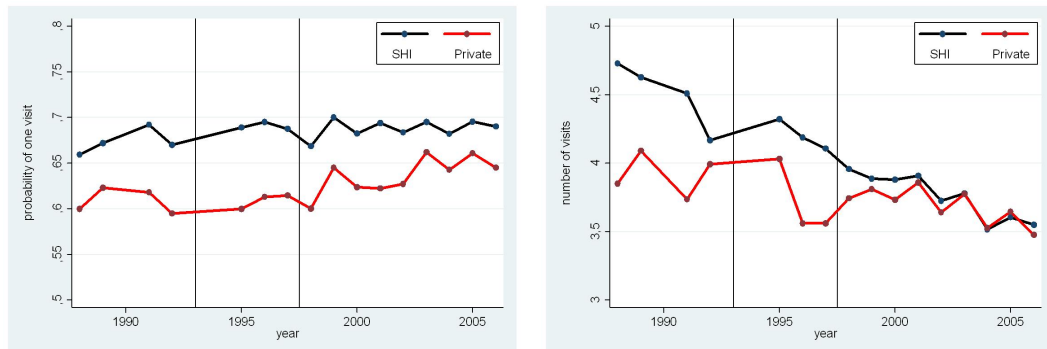 SHI Private
probability of one visit
,8
,75
,7
,65
,6
,55
,5
1990 1995 2000 2005
year
SHI Private
number of visits
5
4,5
4
3,5
3
1990 1995 2000 2005
year